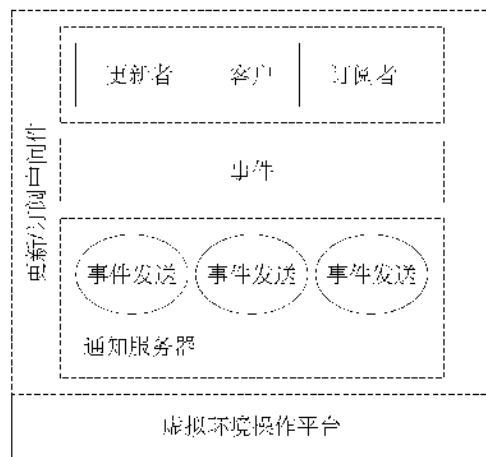 更新者 客户 订阅者
更新/订阅中间件
事件
事件发送 事件发送 事件发送
通知服务器
虚拟环境操作平台